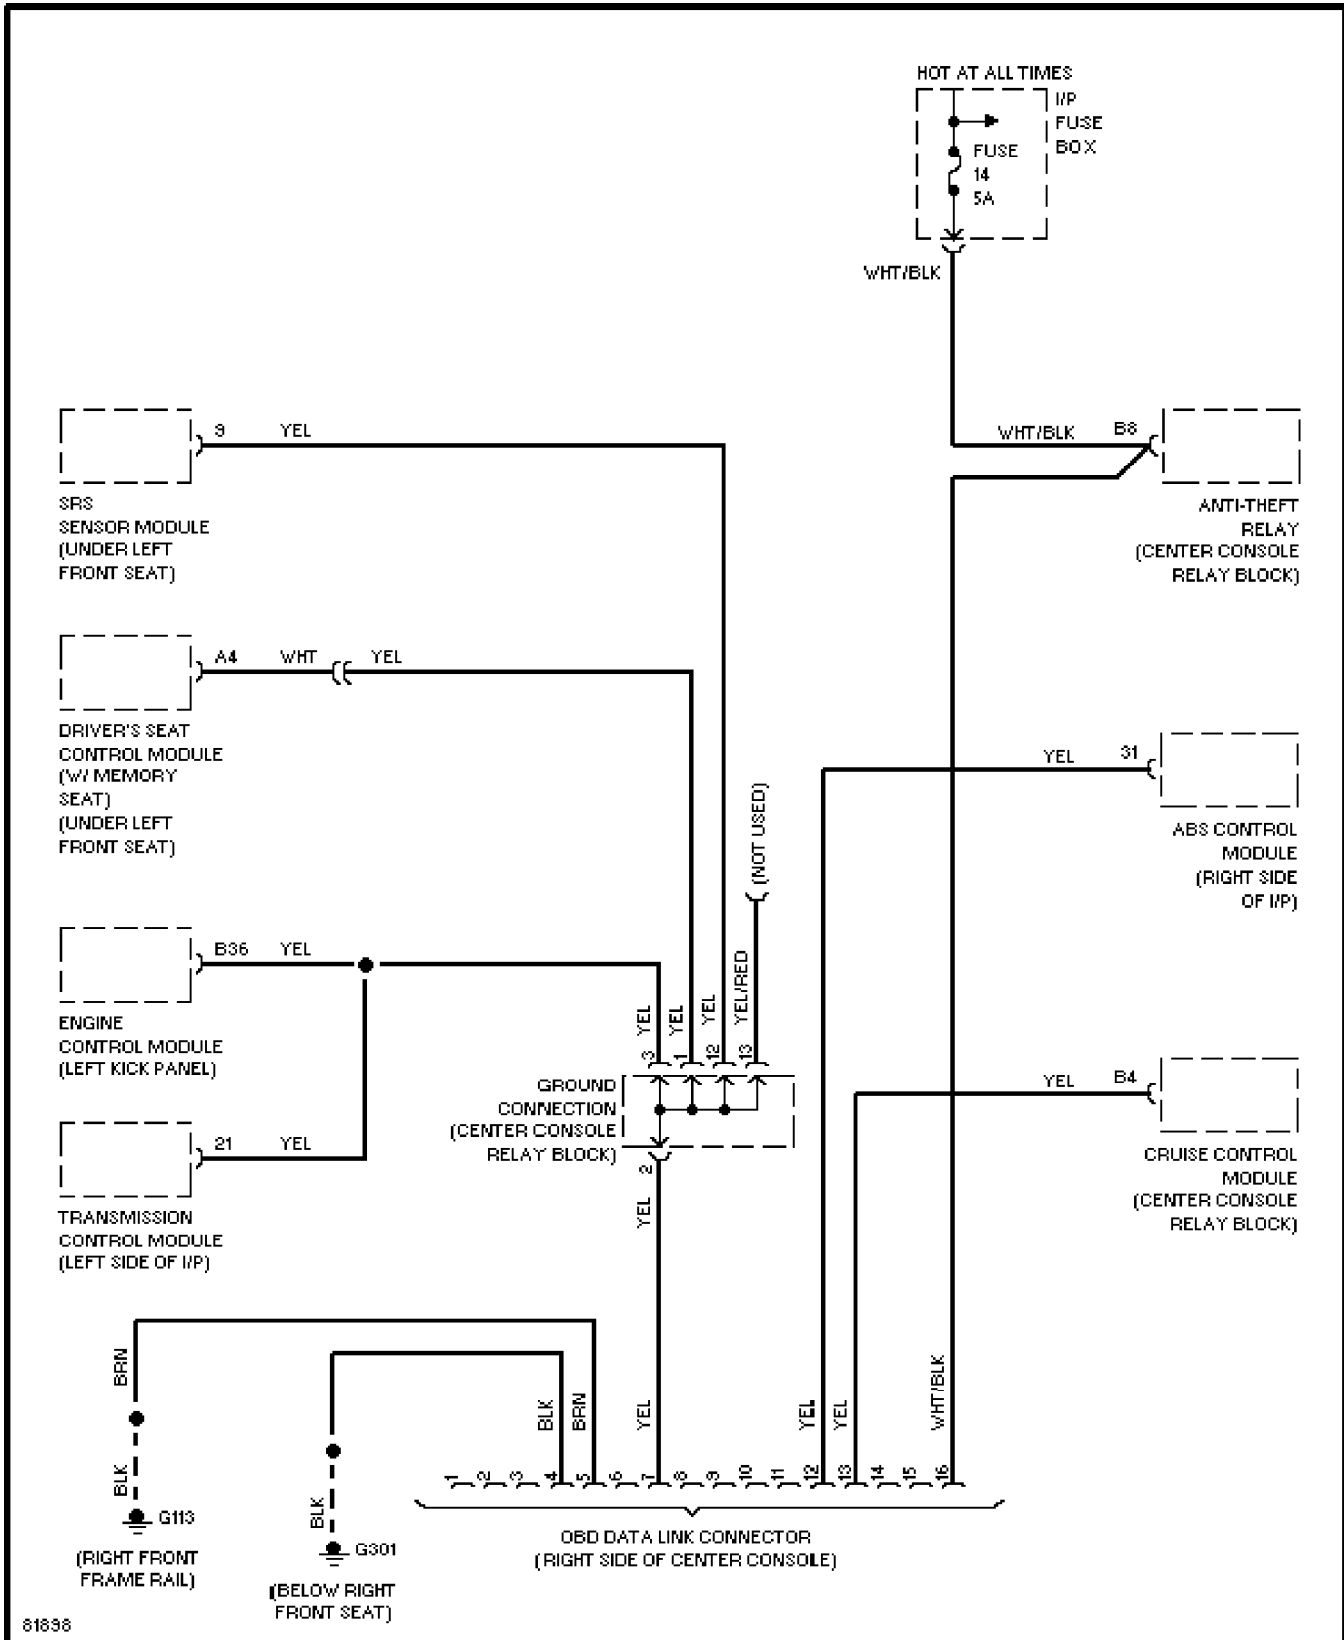 HOT AT ALL TIMES
I/P
FUSE
BOX
FUSE
14
5A
WHT/BLK
9 YEL
SRS
SENSOR MODULE
(UNDER LEFT
FRONT SEAT)
WHT/BLK B8
ANTI-THEFT
RELAY
(CENTER CONSOLE
RELAY BLOCK)
A4 WHT YEL
DRIVER'S SEAT
CONTROL MODULE
(W/ MEMORY
SEAT)
(UNDER LEFT
FRONT SEAT)
YEL 31
ABS CONTROL
MODULE
(RIGHT SIDE
OF I/P)
(NOT USED)
B36 YEL
ENGINE
CONTROL MODULE
(LEFT KICK PANEL)
YEL
YEL
YEL
YEL/RED
3 1 12 13
GROUND
CONNECTION
(CENTER CONSOLE
RELAY BLOCK)
2
YEL
YEL B4
CRUISE CONTROL
MODULE
(CENTER CONSOLE
RELAY BLOCK)
21 YEL
TRANSMISSION
CONTROL MODULE
(LEFT SIDE OF I/P)
BRN
BLK
G113
(RIGHT FRONT
FRAME RAIL)
BLK
G301
(BELOW RIGHT
FRONT SEAT)
BLK
BRN
YEL
YEL
YEL
WHT/BLK
1 2 3 4 5 6 7 8 9 10 11 12 13 14 15 16
OBD DATA LINK CONNECTOR
(RIGHT SIDE OF CENTER CONSOLE)
81898